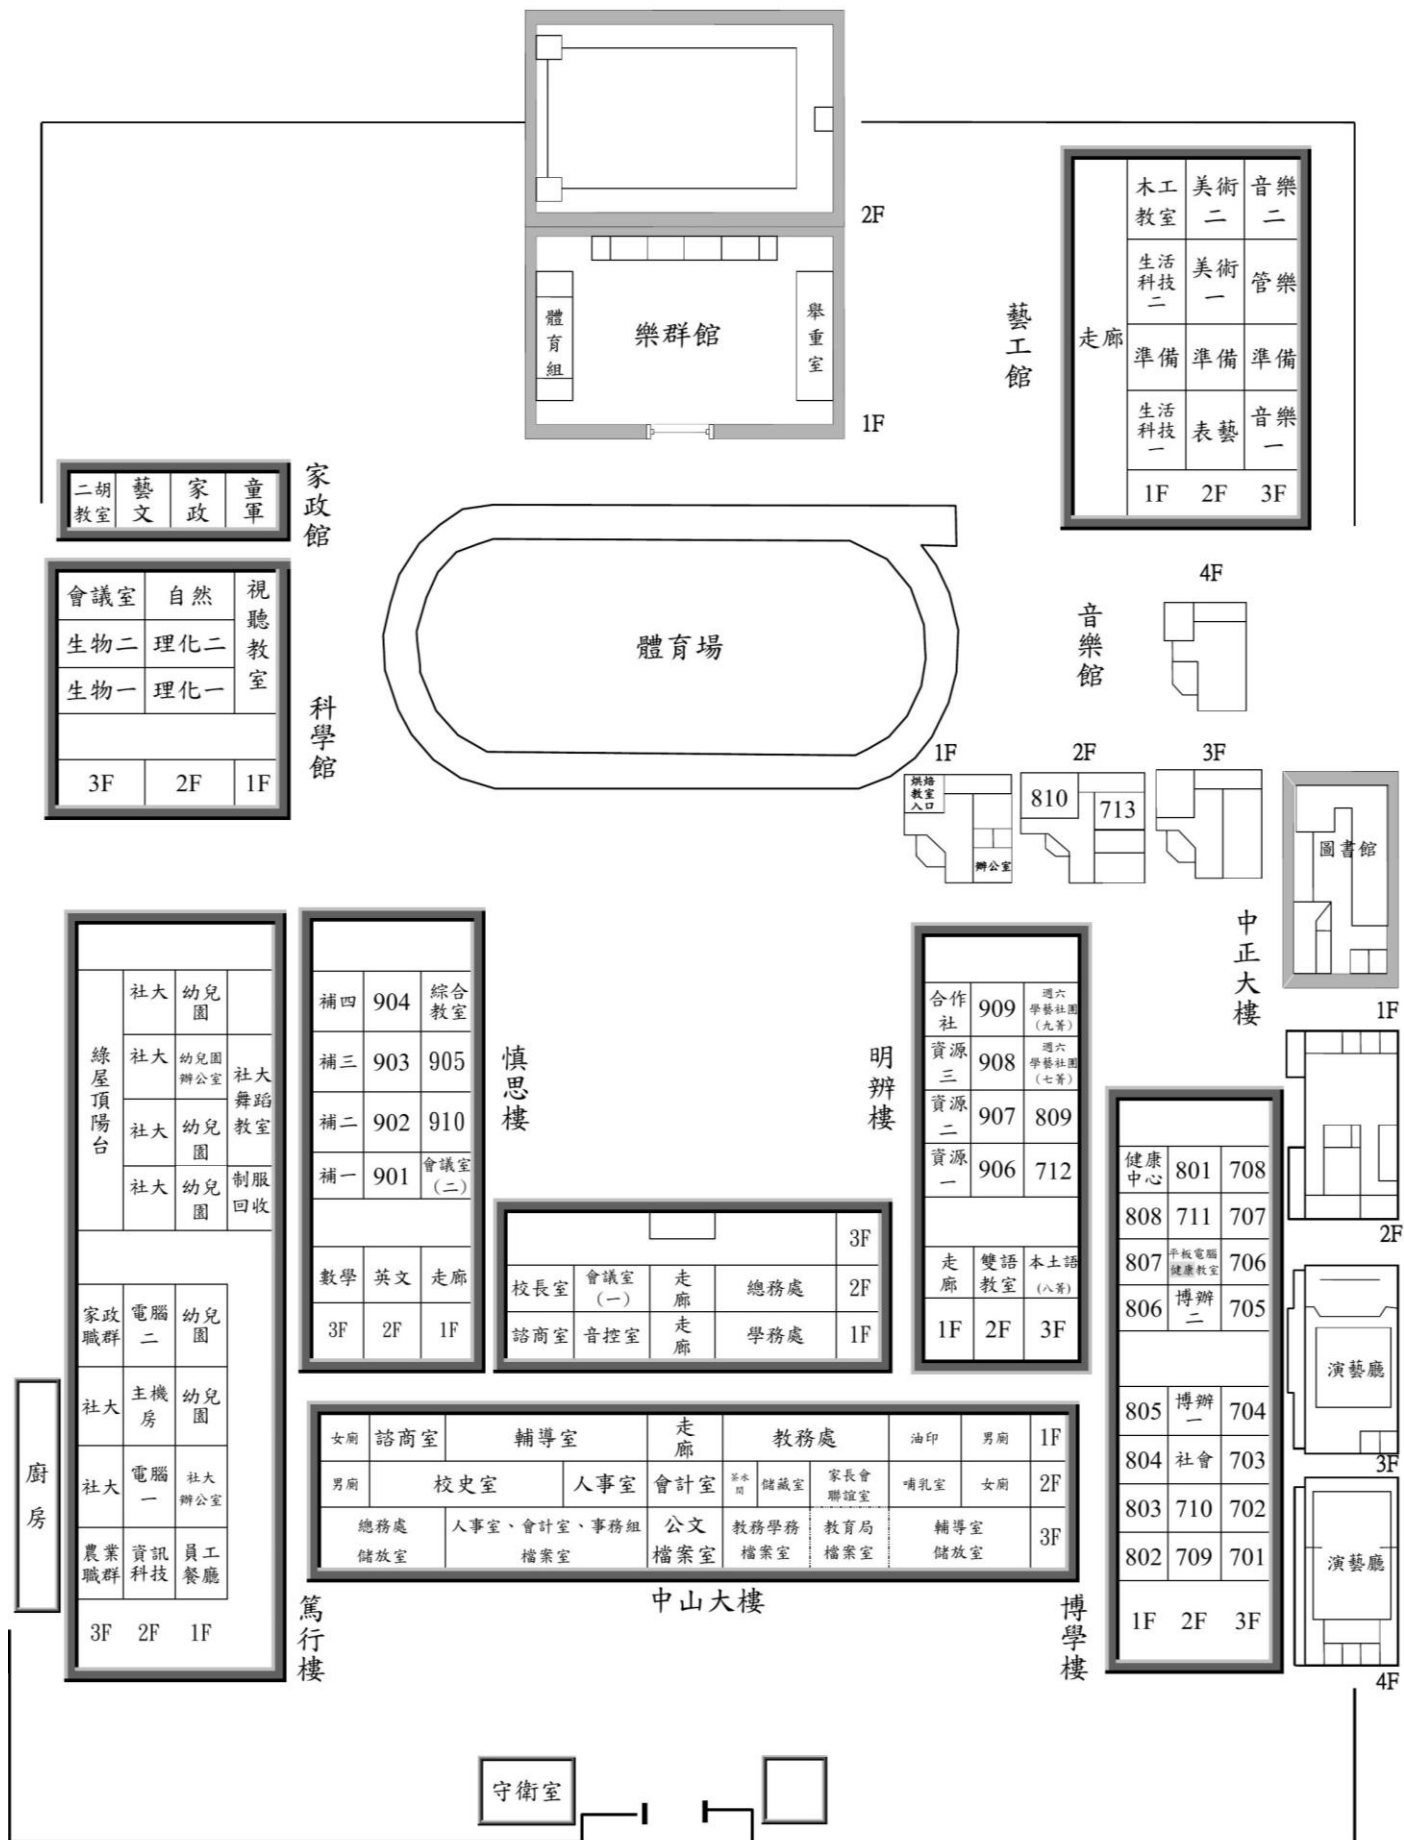 2F
體育組
樂群館
舉重室
1F
藝工館
走廊
木工教室 美術二 音樂二
生活科技二 美術一 管樂
準備 準備 準備
生活科技一 表藝 音樂一
1F 2F 3F
二胡教室 藝文 家政 童軍
家政館
會議室 自然 視聽教室
生物二 理化二
生物一 理化一
3F 2F 1F
科學館
體育場
音樂館
4F
1F 2F 3F
烘焙教室入口
辦公室
810
713
圖書館
中正大樓
1F
2F
演藝廳
3F
演藝廳
4F
綠屋頂陽台
社大 幼兒園
社大 幼兒園辦公室 社大舞蹈教室
社大 幼兒園
社大 幼兒園 制服回收
家政職群 電腦二 幼兒園
社大 主機房 幼兒園
社大 電腦一 社大辦公室
農業職群 資訊科技 員工餐廳
3F 2F 1F
篤行樓
廚房
補四 904 綜合教室
補三 903 905
補二 902 910
補一 901 會議室(二)
數學 英文 走廊
3F 2F 1F
慎思樓
3F
校長室 會議室(一) 走廊 總務處 2F
諮商室 音控室 走廊 學務處 1F
明辨樓
合作社 909 週六學藝社團(九菁)
資源三 908 週六學藝社團(七菁)
資源二 907 809
資源一 906 712
走廊 雙語教室 本土語(八菁)
1F 2F 3F
健康中心 801 708
808 711 707
807 平板電腦健康教室 706
806 博辦二 705
805 博辦一 704
804 社會 703
803 710 702
802 709 701
1F 2F 3F
博學樓
女廁 諮商室 輔導室 走廊 教務處 油印 男廁 1F
男廁 校史室 人事室 會計室 茶水間 儲藏室 家長會聯誼室 哺乳室 女廁 2F
總務處儲放室 人事室、會計室、事務組檔案室 公文檔案室 教務學務檔案室 教育局檔案室 輔導室儲放室 3F
中山大樓
守衛室